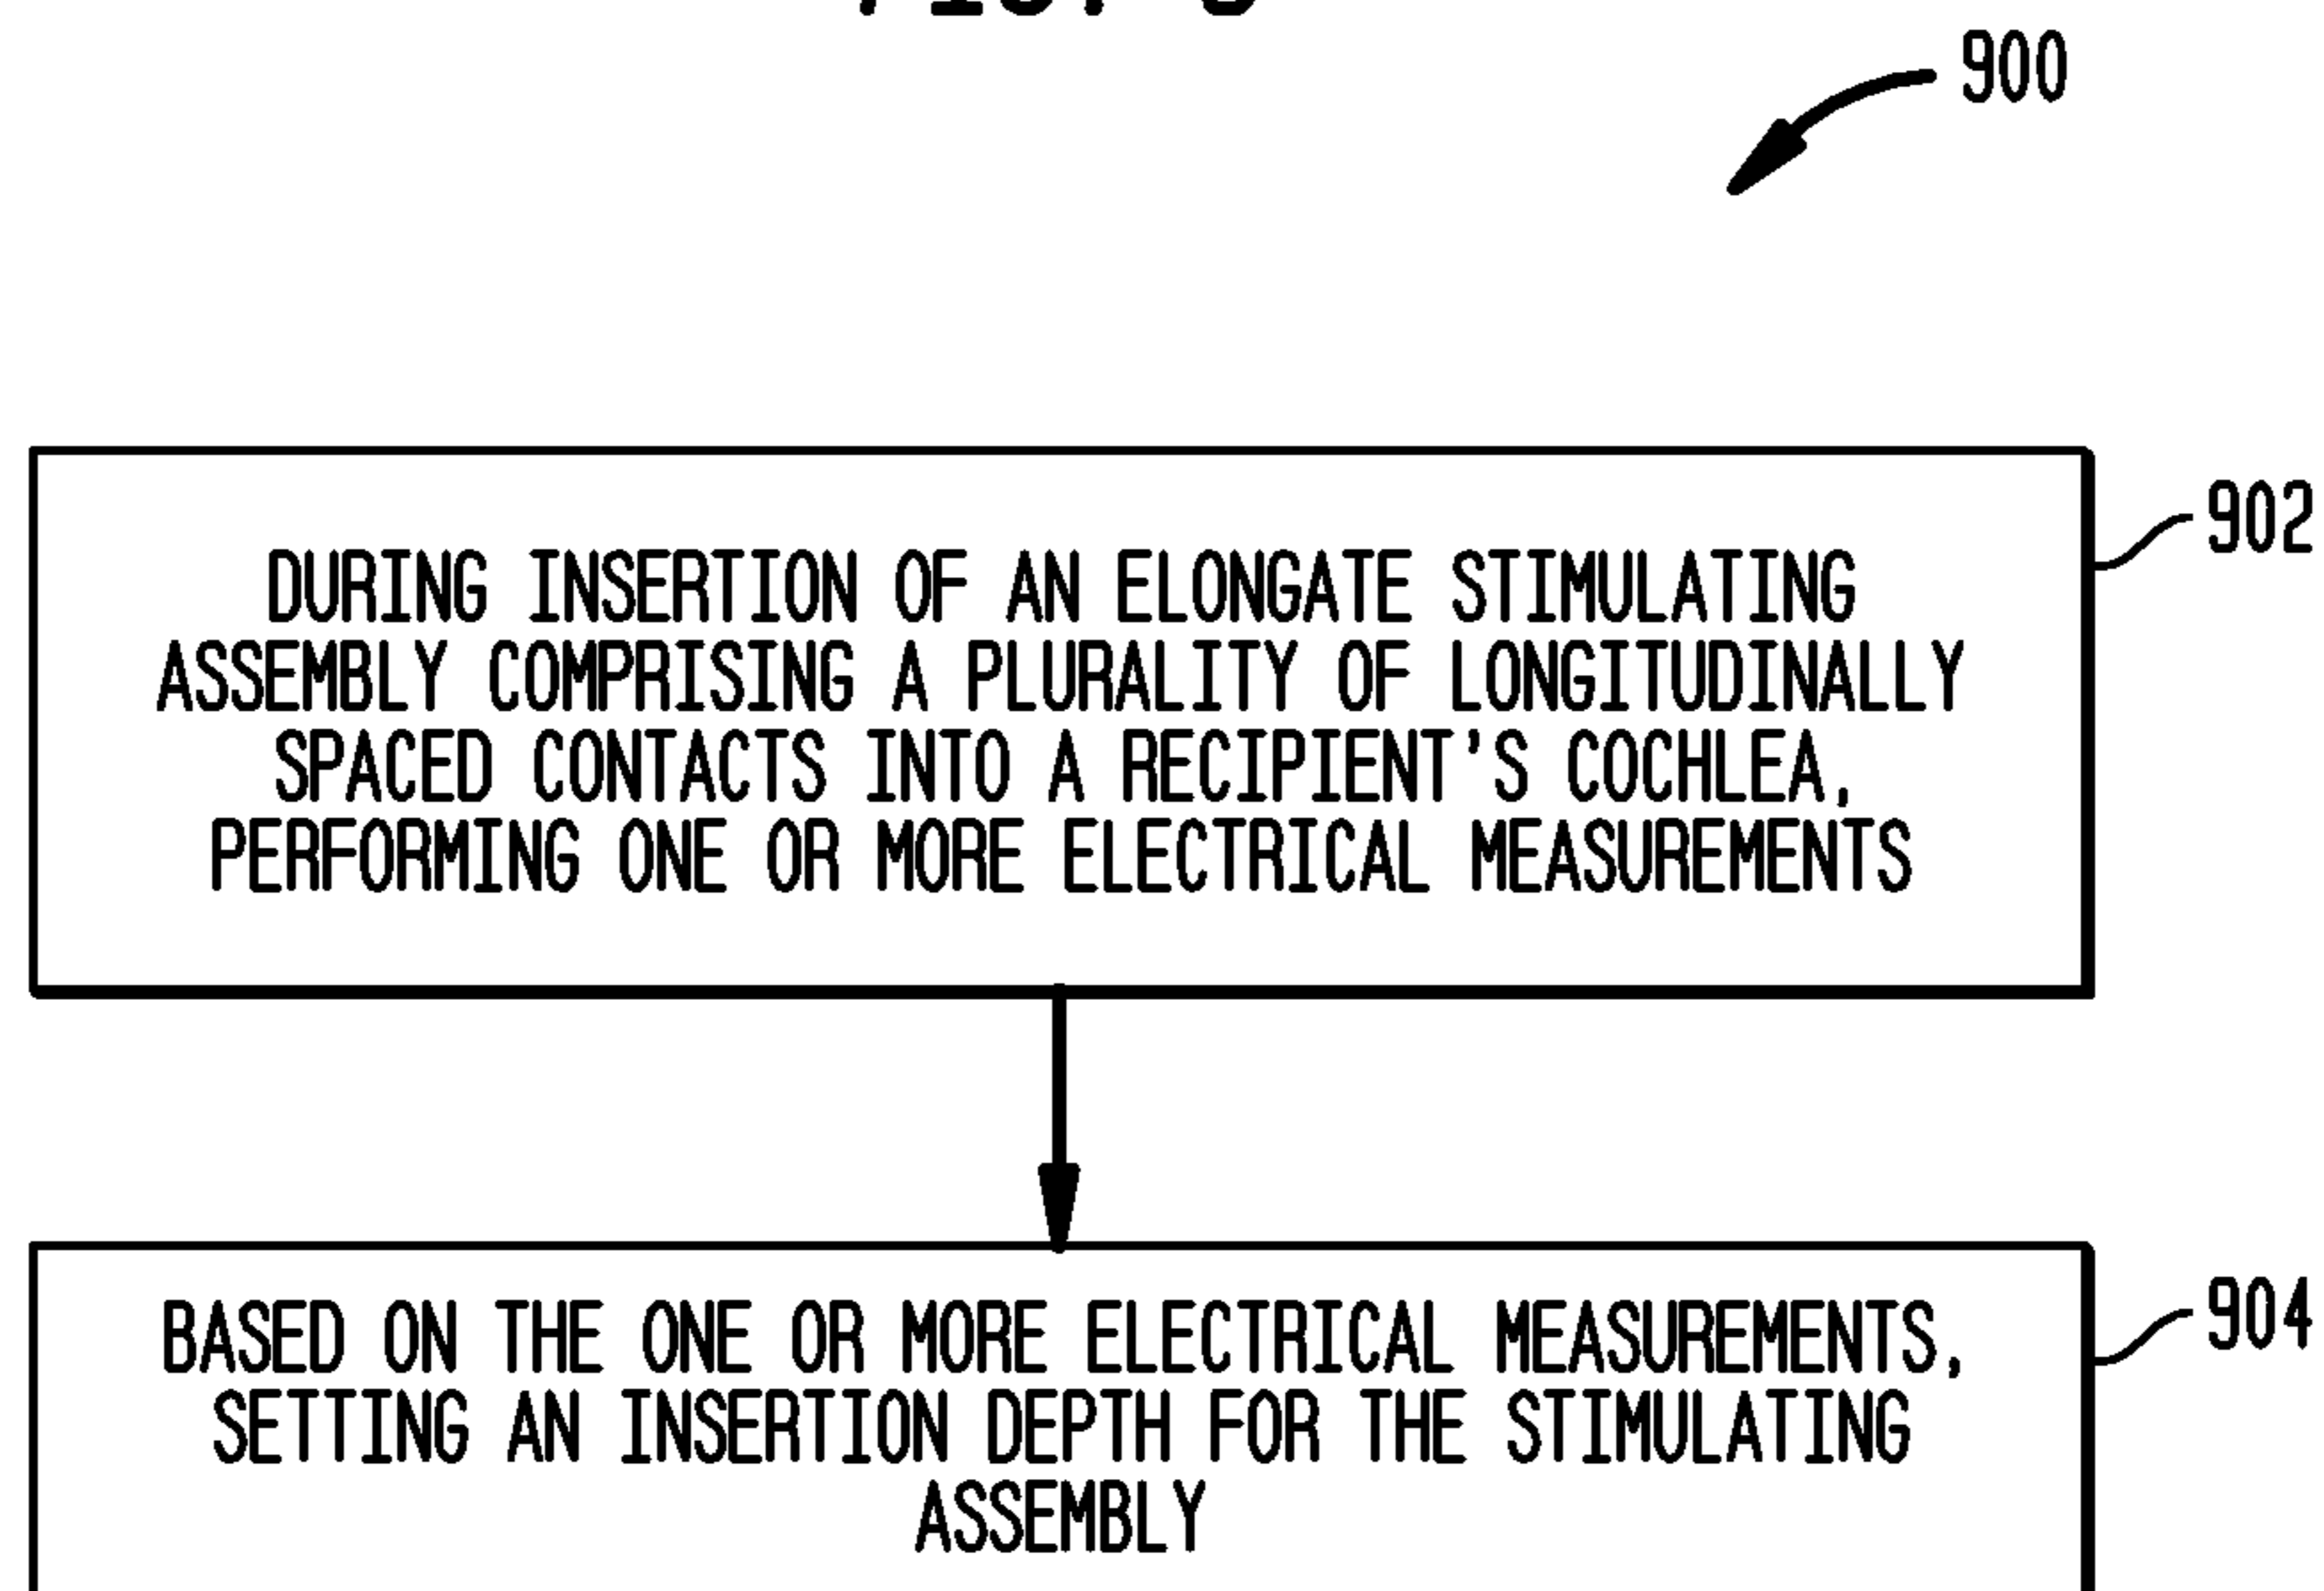 900
902
DURING INSERTION OF AN ELONGATE STIMULATING
ASSEMBLY COMPRISING A PLURALITY OF LONGITUDINALLY
SPACED CONTACTS INTO A RECIPIENT'S COCHLEA,
PERFORMING ONE OR MORE ELECTRICAL MEASUREMENTS
904
BASED ON THE ONE OR MORE ELECTRICAL MEASUREMENTS,
SETTING AN INSERTION DEPTH FOR THE STIMULATING
ASSEMBLY